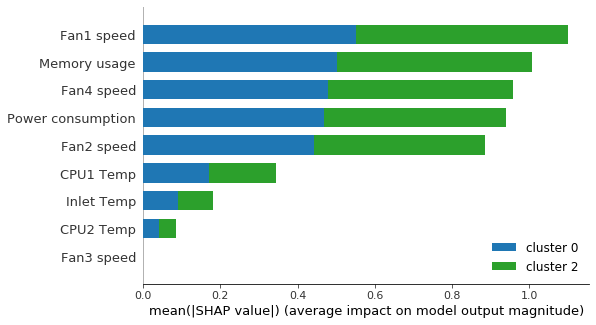 Fan1 speed
Memory usage
Fan4 speed
Power consumption
Fan2 speed
CPU1 Temp
Inlet Temp
CPU2 Temp
Fan3 speed
cluster 0
cluster 2
0.0 0.2 0.4 0.6 0.8 1.0
mean(|SHAP value|) (average impact on model output magnitude)